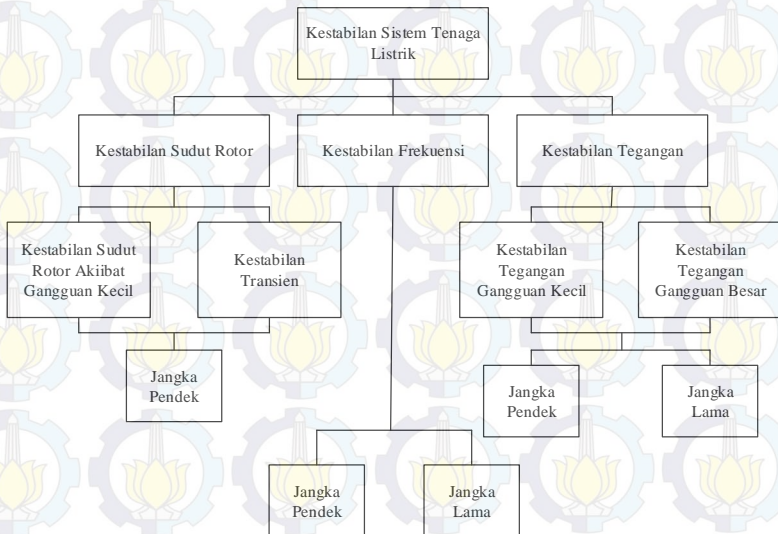 Kestabilan Sistem Tenaga
Listrik
Kestabilan Sudut Rotor
Kestabilan Frekuensi
Kestabilan Tegangan
Kestabilan Sudut
Rotor Akiibat
Gangguan Kecil
Kestabilan
Transien
Kestabilan
Tegangan
Gangguan Kecil
Kestabilan
Tegangan
Gangguan Besar
Jangka
Pendek
Jangka
Pendek
Jangka
Lama
Jangka
Pendek
Jangka
Lama